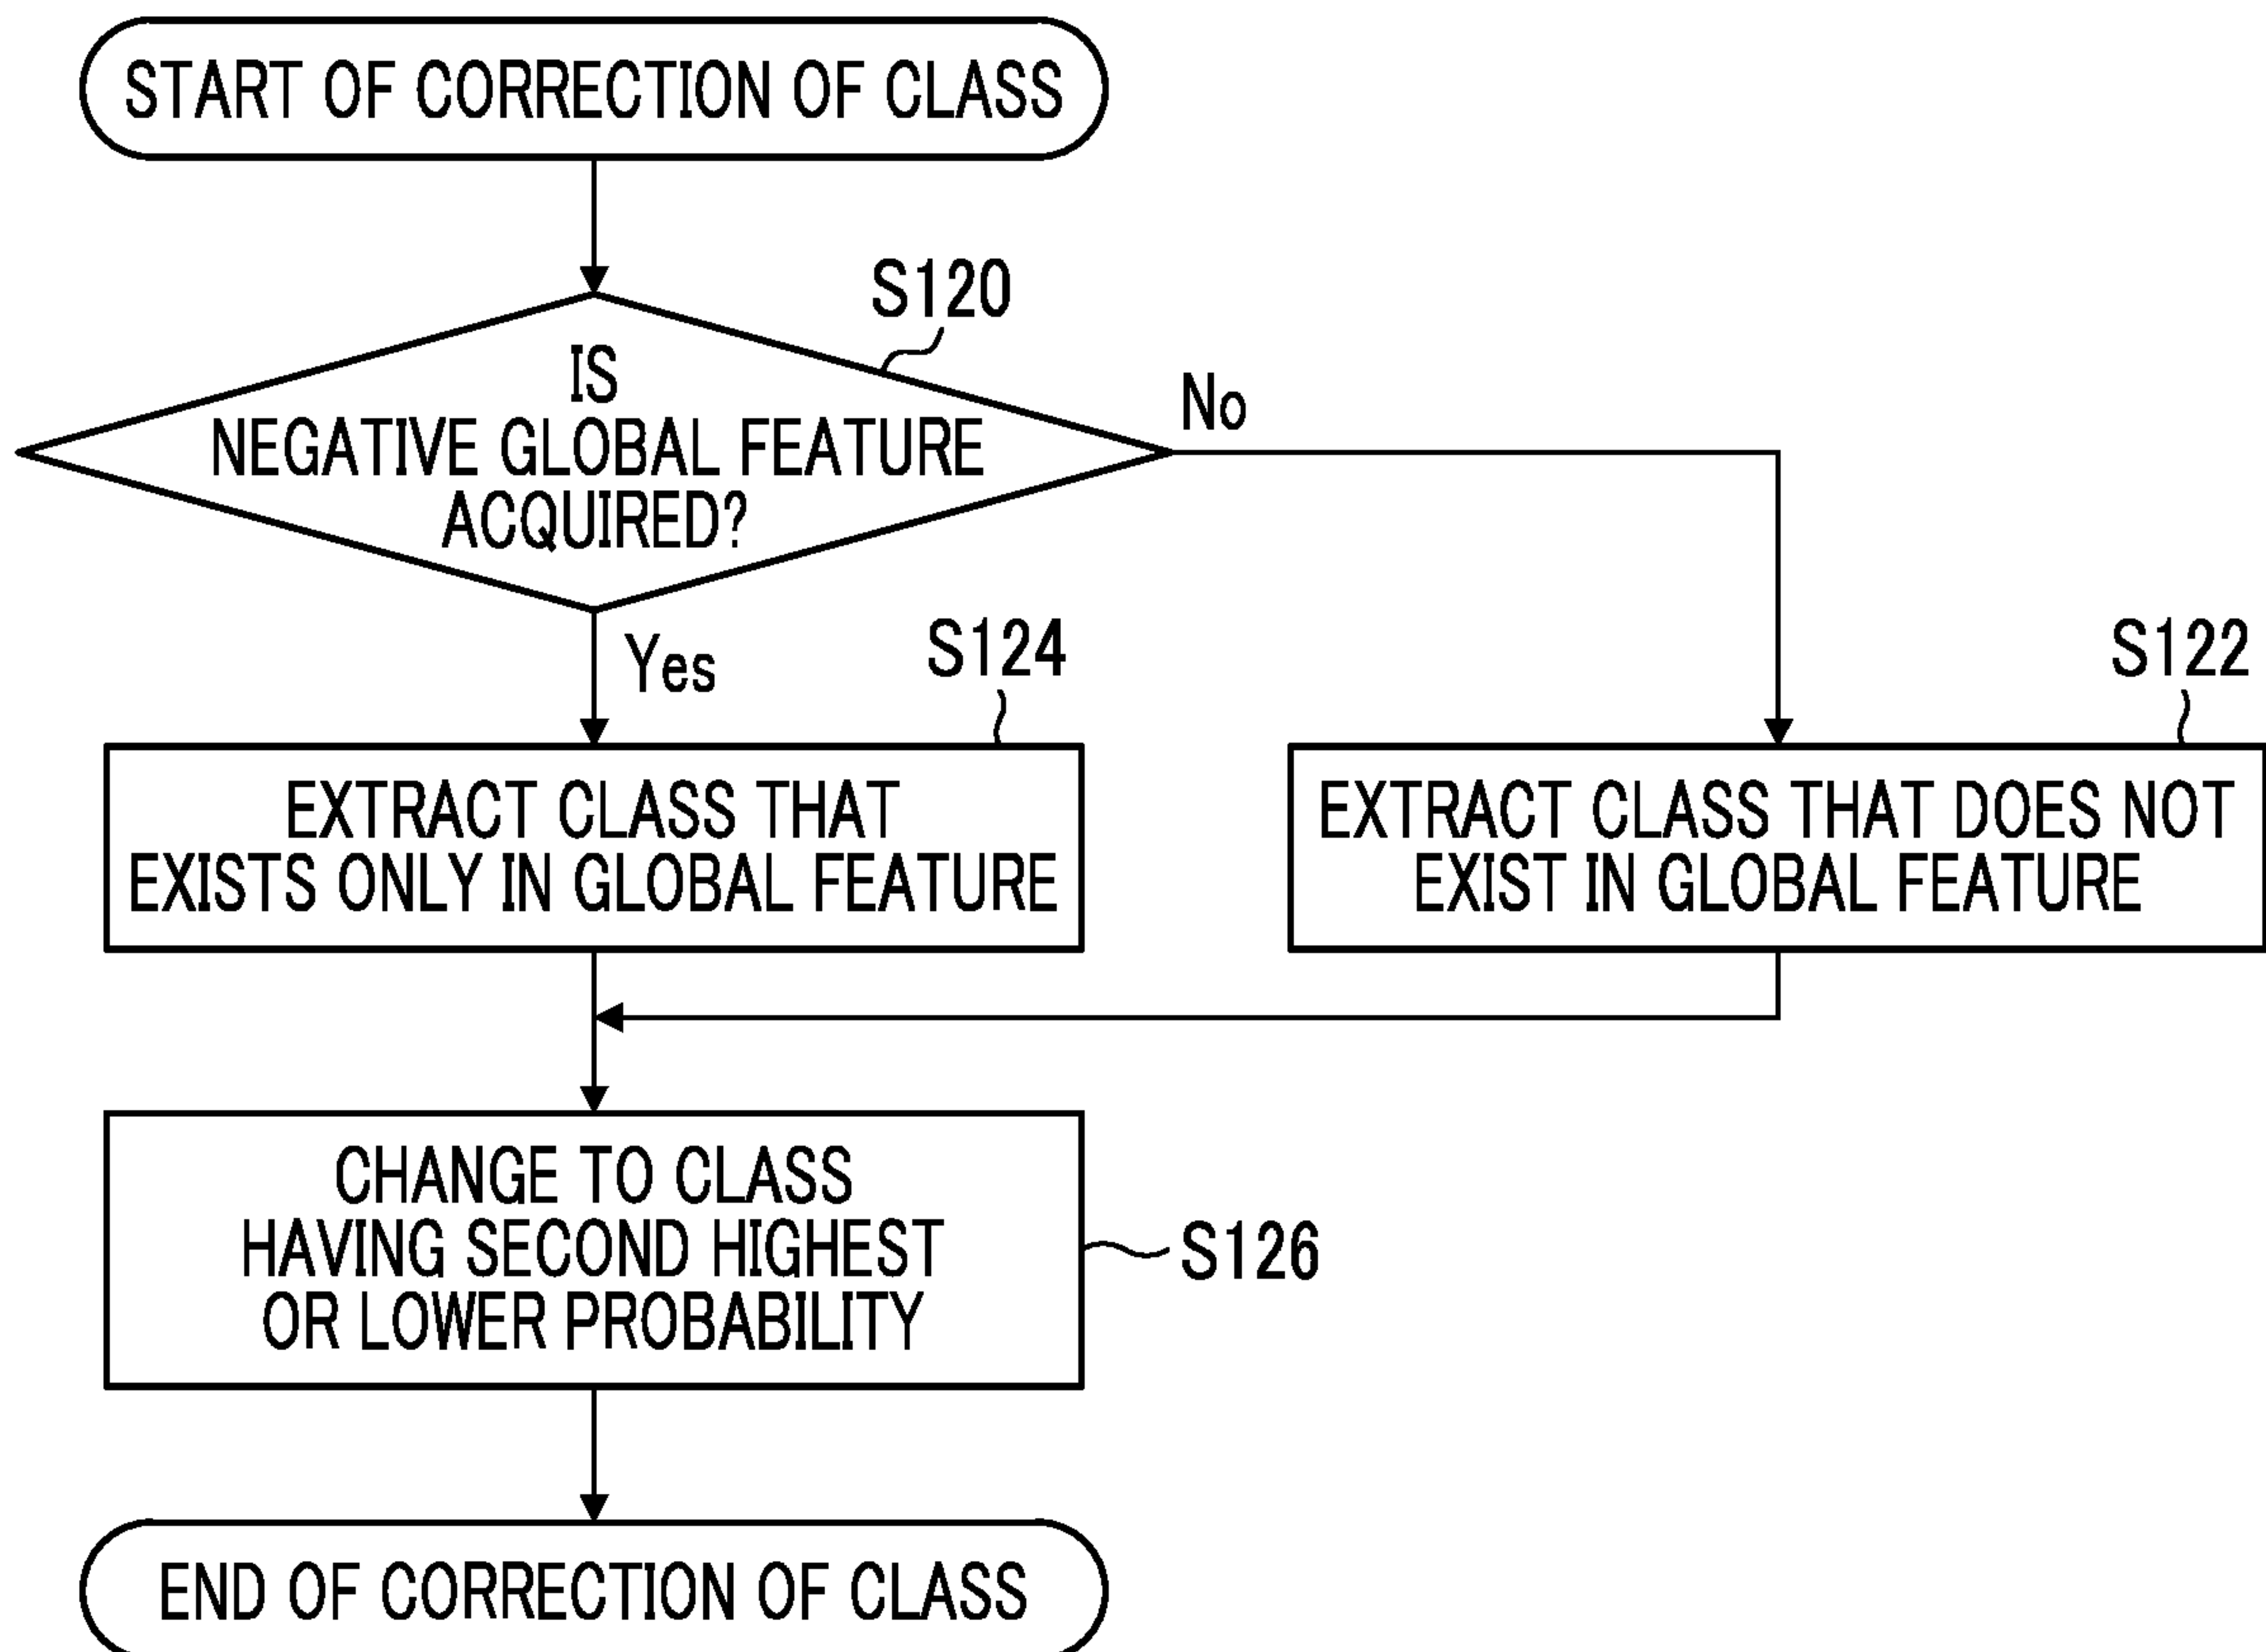 START OF CORRECTION OF CLASS
S120
IS
NEGATIVE GLOBAL FEATURE
ACQUIRED?
No
Yes
S124
S122
EXTRACT CLASS THAT
EXISTS ONLY IN GLOBAL FEATURE
EXTRACT CLASS THAT DOES NOT
EXIST IN GLOBAL FEATURE
CHANGE TO CLASS
HAVING SECOND HIGHEST
OR LOWER PROBABILITY
S126
END OF CORRECTION OF CLASS